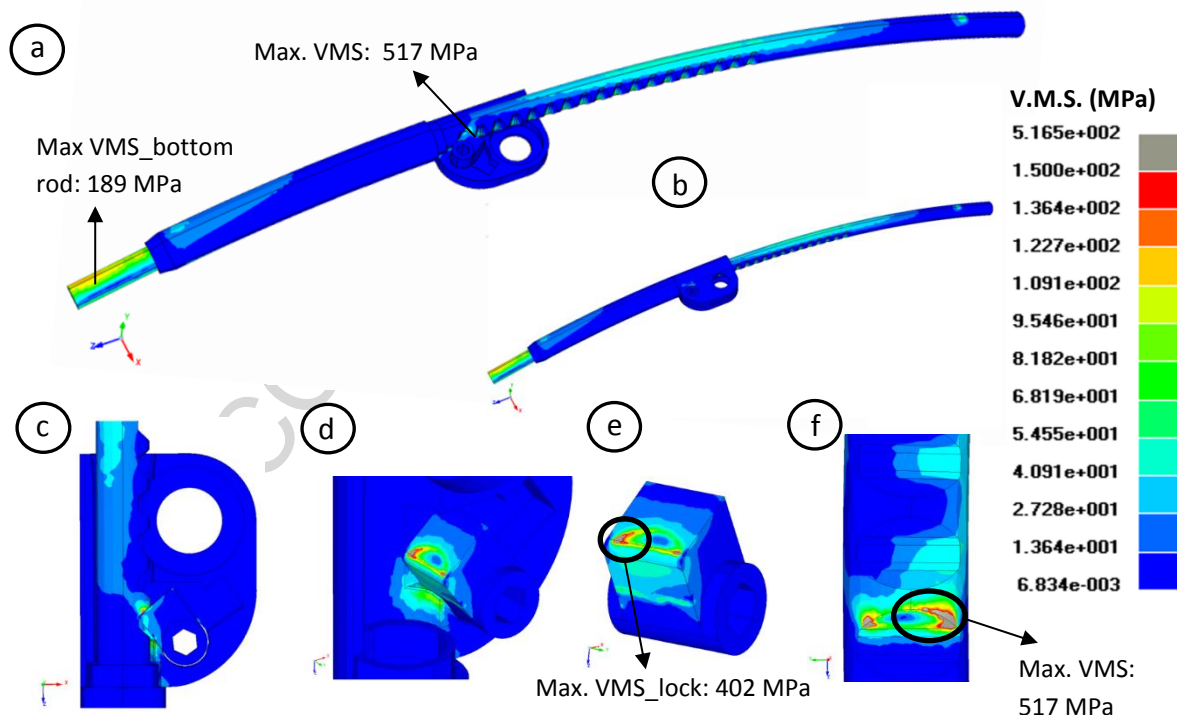 a
Max. VMS: 517 MPa
Max VMS_bottom
rod: 189 MPa
b
V.M.S. (MPa)
5.165e+002
1.500e+002
1.364e+002
1.227e+002
1.091e+002
9.546e+001
8.182e+001
6.819e+001
5.455e+001
4.091e+001
2.728e+001
1.364e+001
6.834e-003
c
d
e
f
Max. VMS_lock: 402 MPa
Max. VMS:
517 MPa